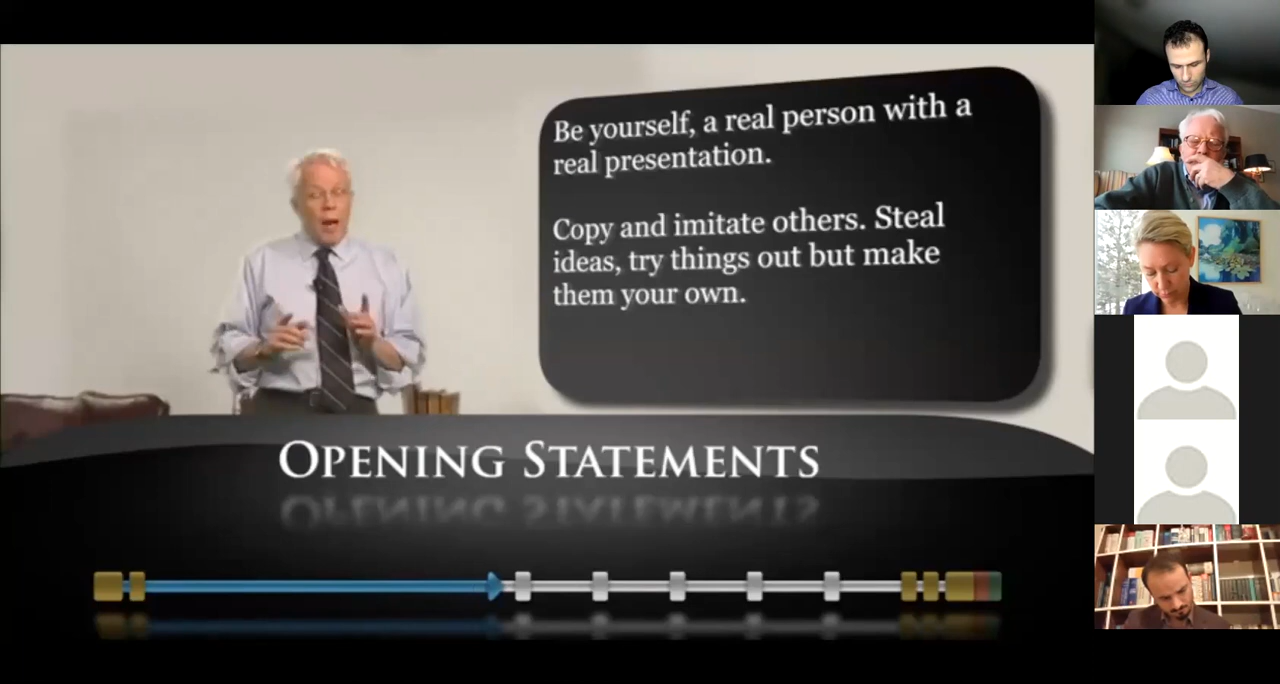 Be yourself, a real person with a
real presentation.
Copy and imitate others. Steal
ideas, try things out but make
them your own.
OPENING STATEMENTS